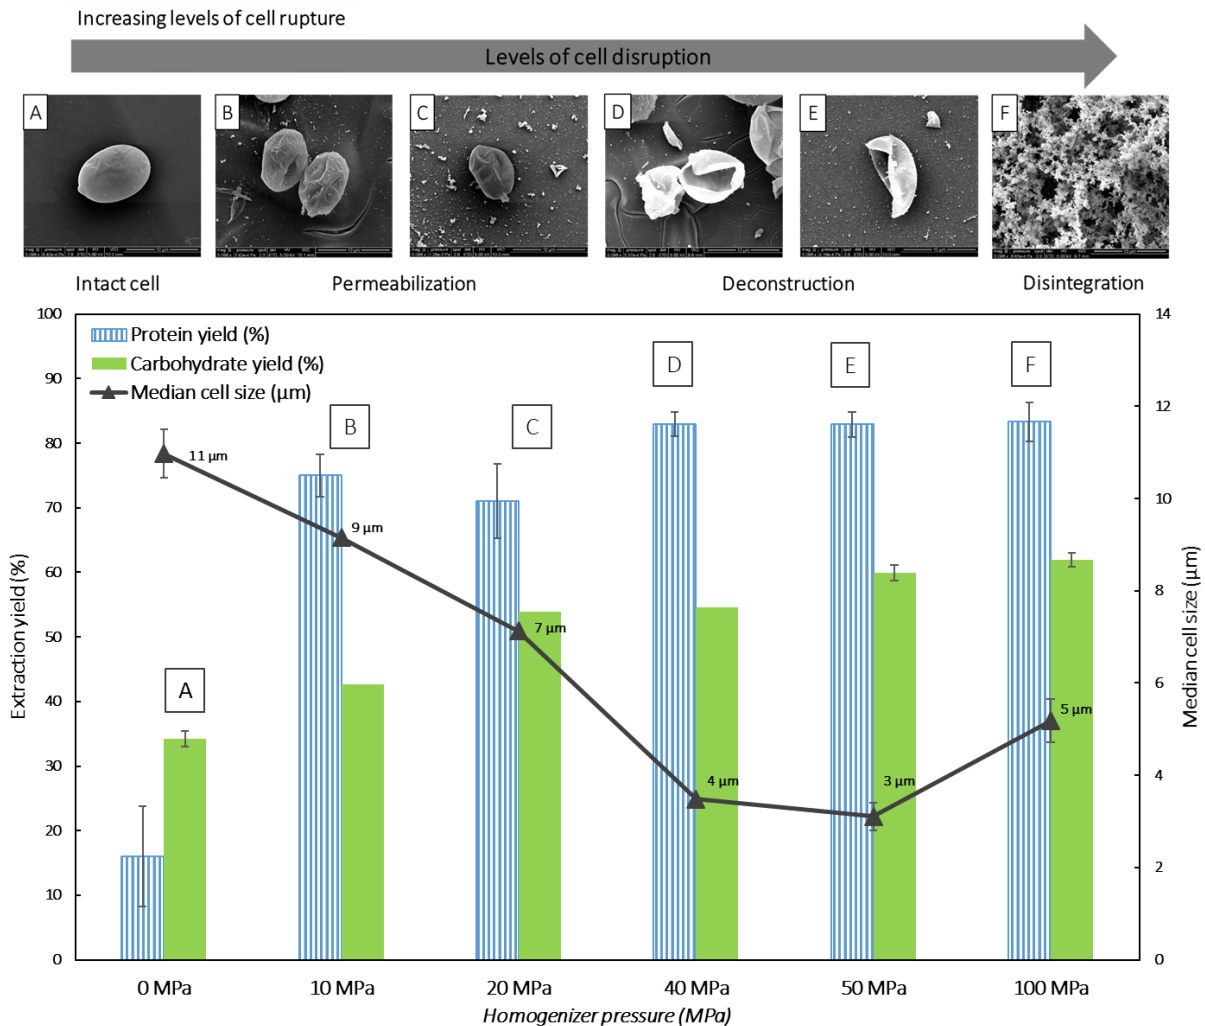 Increasing levels of cell rupture
Levels of cell disruption
A
B
C
D
E
F
Intact cell
Permeabilization
Deconstruction
Disintegration
Protein yield (%)
Carbohydrate yield (%)
Median cell size (µm)
100
90
80
70
60
50
40
30
20
10
0
Extraction yield (%)
14
12
10
8
6
4
2
0
Median cell size (µm)
A
B
C
D
E
F
11 µm
9 µm
7 µm
4 µm
3 µm
5 µm
0 MPa
10 MPa
20 MPa
40 MPa
50 MPa
100 MPa
Homogenizer pressure (MPa)